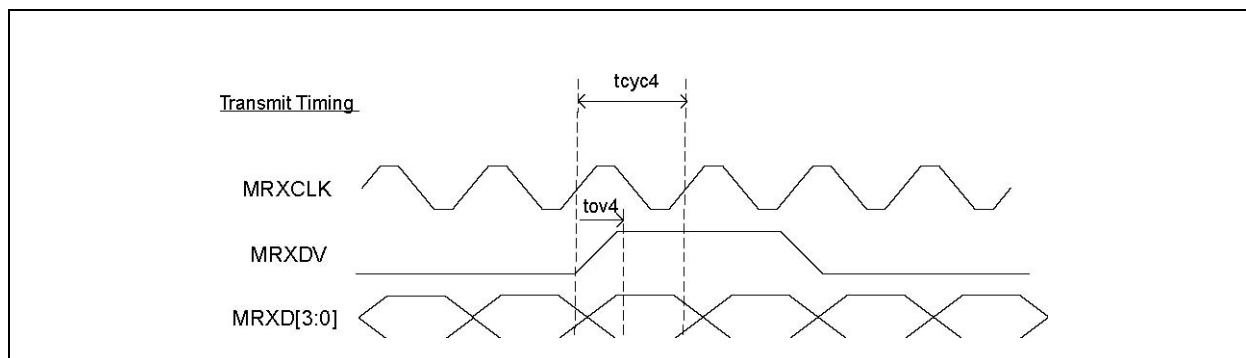 tcyc4
Transmit Timing
MRXCLK
tov4
MRXDV
MRXD[3:0]